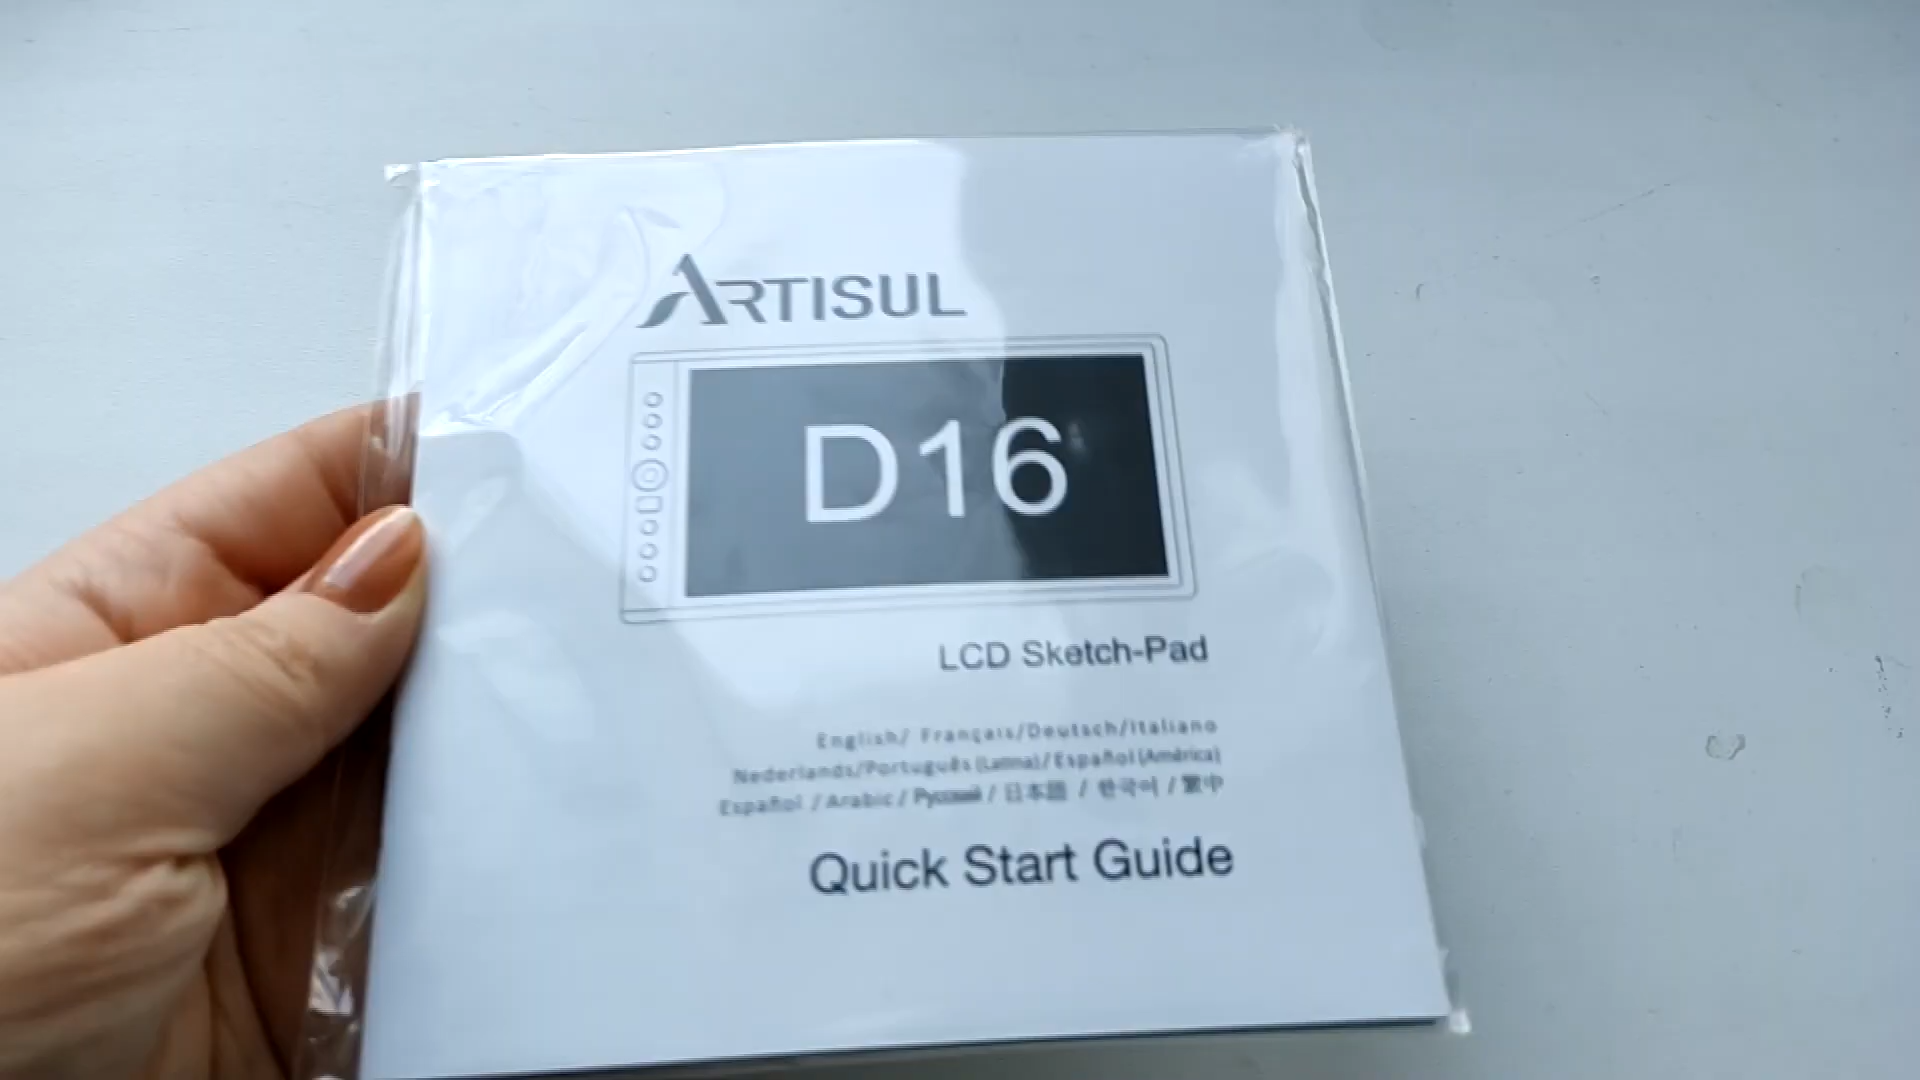 ARTISUL
D16
LCD Sketch-Pad
English/ Français/Deutsch/Italiano
Nederlands/Português (Latina)/Español (América)
Español /Arabic/ Русский / 日本語 / 한국어 / 繁中
Quick Start Guide